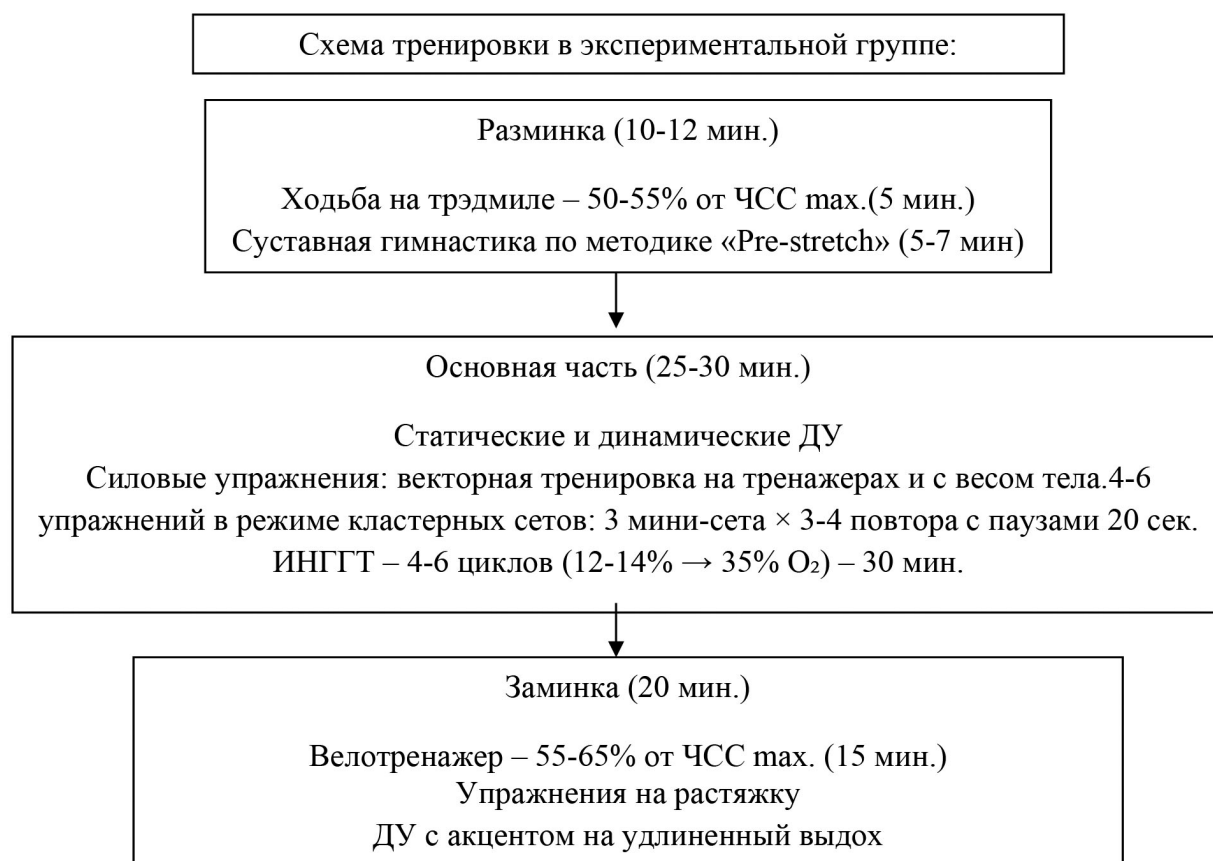 Схема тренировки в экспериментальной группе:
Разминка (10-12 мин.)
Ходьба на трэдмиле – 50-55% от ЧСС max.(5 мин.)
Суставная гимнастика по методике «Pre-stretch» (5-7 мин)
Основная часть (25-30 мин.)
Статические и динамические ДУ
Силовые упражнения: векторная тренировка на тренажерах и с весом тела.4-6
упражнений в режиме кластерных сетов: 3 мини-сета × 3-4 повтора с паузами 20 сек.
ИНГГТ – 4-6 циклов (12-14% → 35% O₂) – 30 мин.
Заминка (20 мин.)
Велотренажер – 55-65% от ЧСС max. (15 мин.)
Упражнения на растяжку
ДУ с акцентом на удлиненный выдох